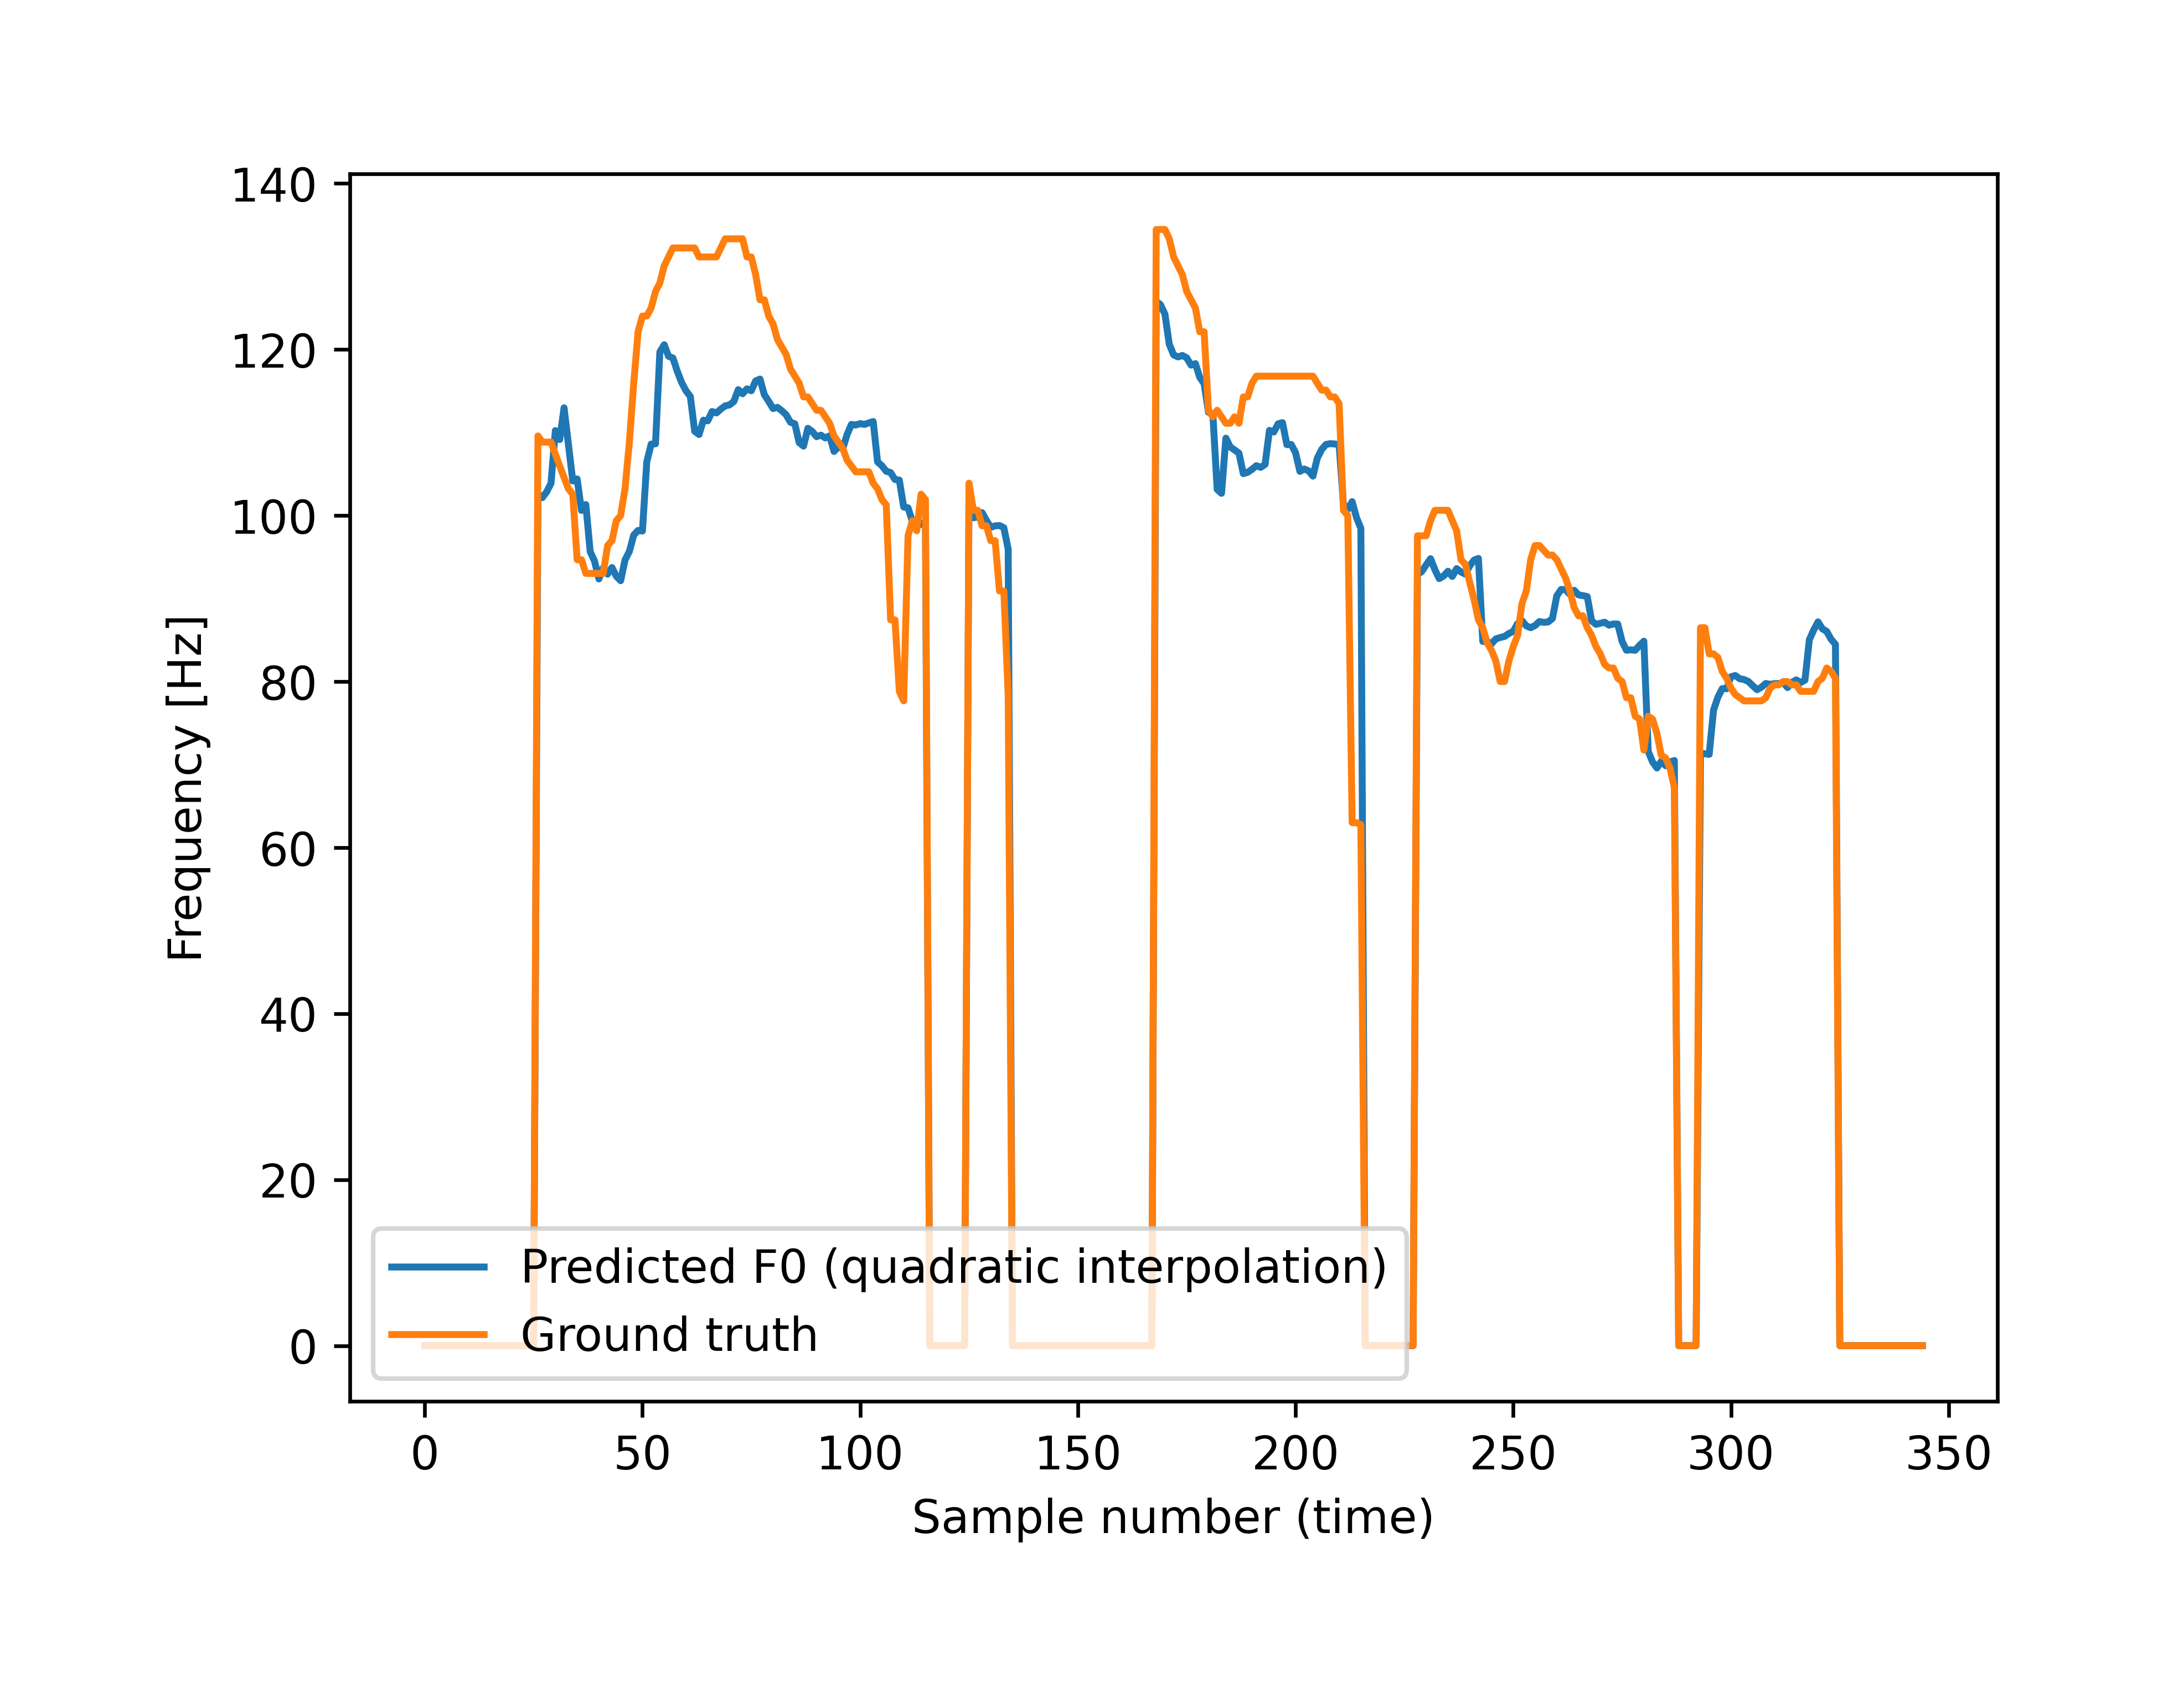 140
120
100
80
60
40
20
0
Frequency [Hz]
Predicted F0 (quadratic interpolation)
Ground truth
0 50 100 150 200 250 300 350
Sample number (time)